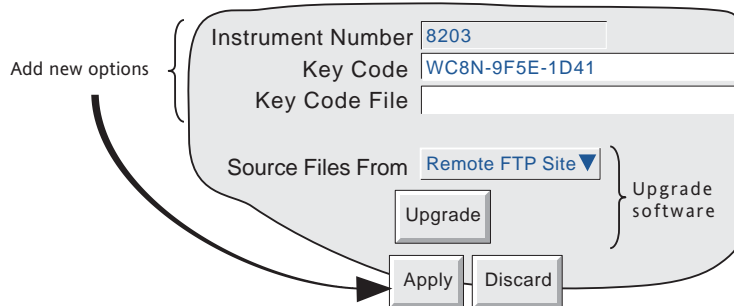 Instrument Number 8203
Add new options
Key Code WC8N-9F5E-1D41
Key Code File
Source Files From Remote FTP Site
Upgrade
Upgrade
software
Apply Discard